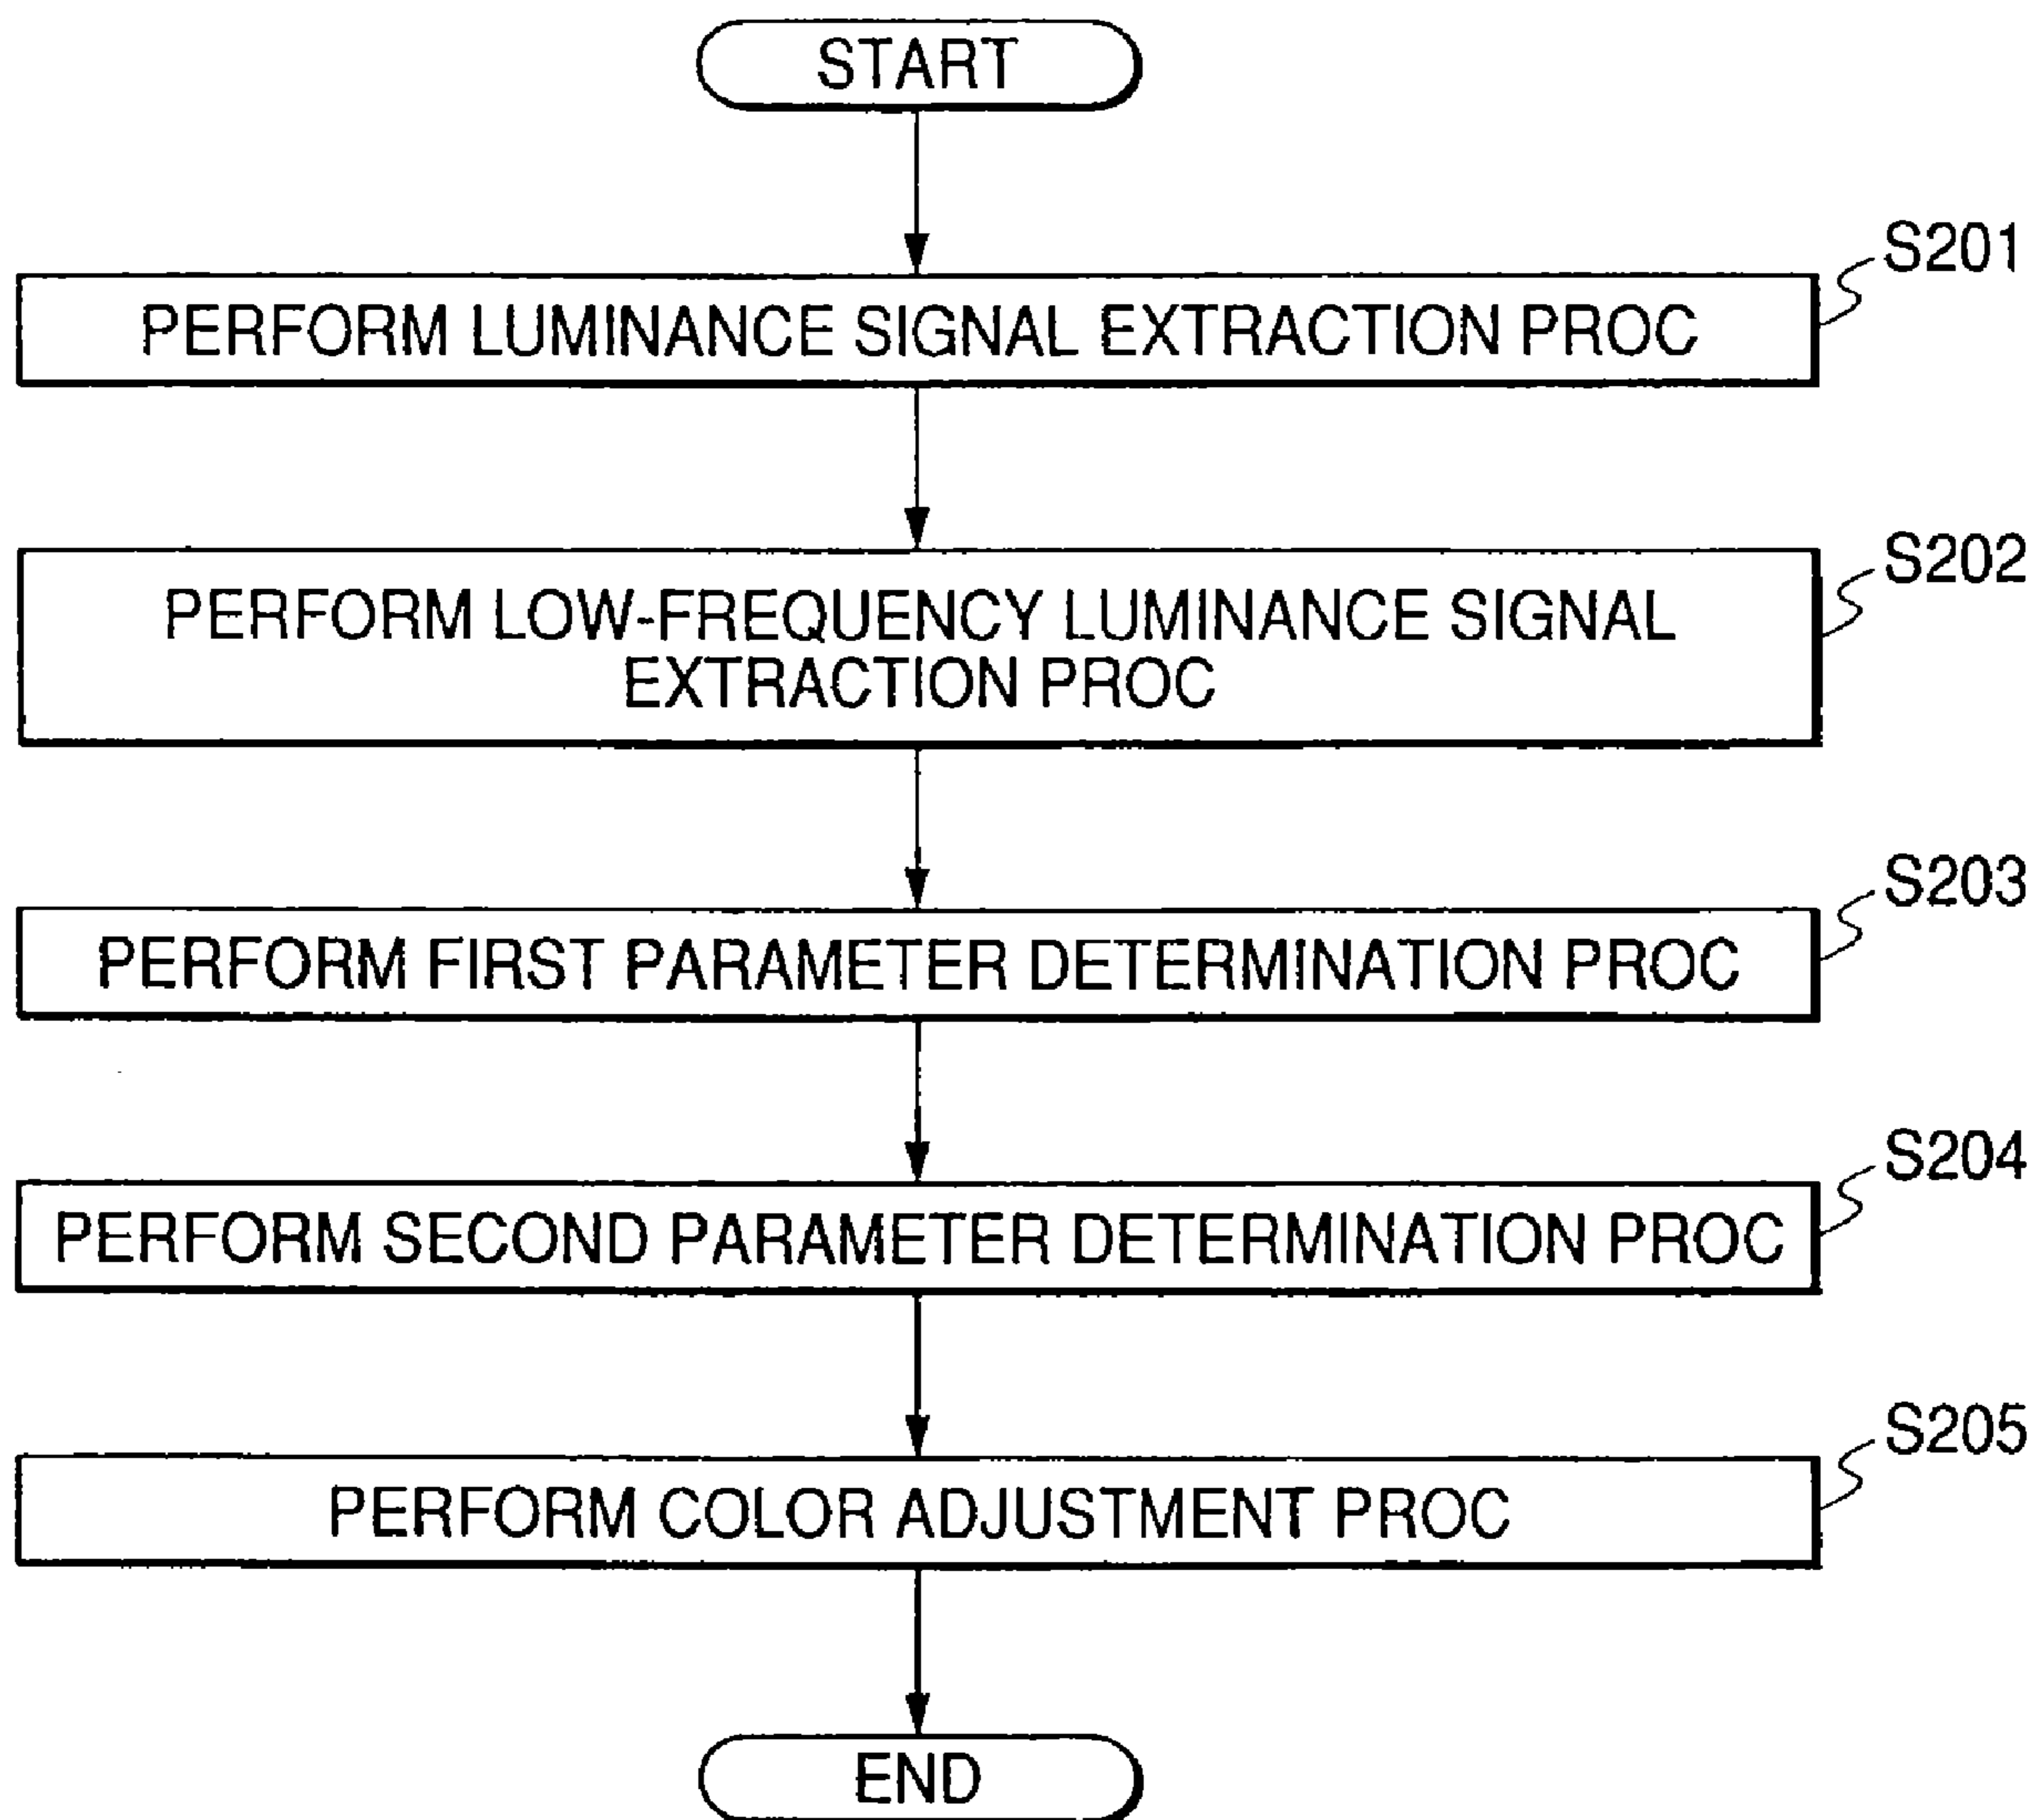 START
S201
PERFORM LUMINANCE SIGNAL EXTRACTION PROC
S202
PERFORM LOW-FREQUENCY LUMINANCE SIGNAL
EXTRACTION PROC
S203
PERFORM FIRST PARAMETER DETERMINATION PROC
S204
PERFORM SECOND PARAMETER DETERMINATION PROC
S205
PERFORM COLOR ADJUSTMENT PROC
END